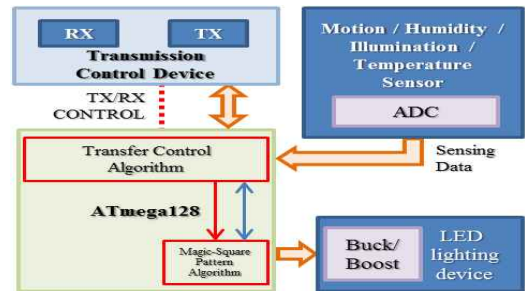 RX
TX
Transmission
Control Device
TX/RX
CONTROL
Motion / Humidity /
Illumination /
Temperature
Sensor
ADC
Sensing
Data
Transfer Control
Algorithm
ATmega128
Magic-Square
Pattern
Algorithm
Buck/
Boost
LED
lighting
device